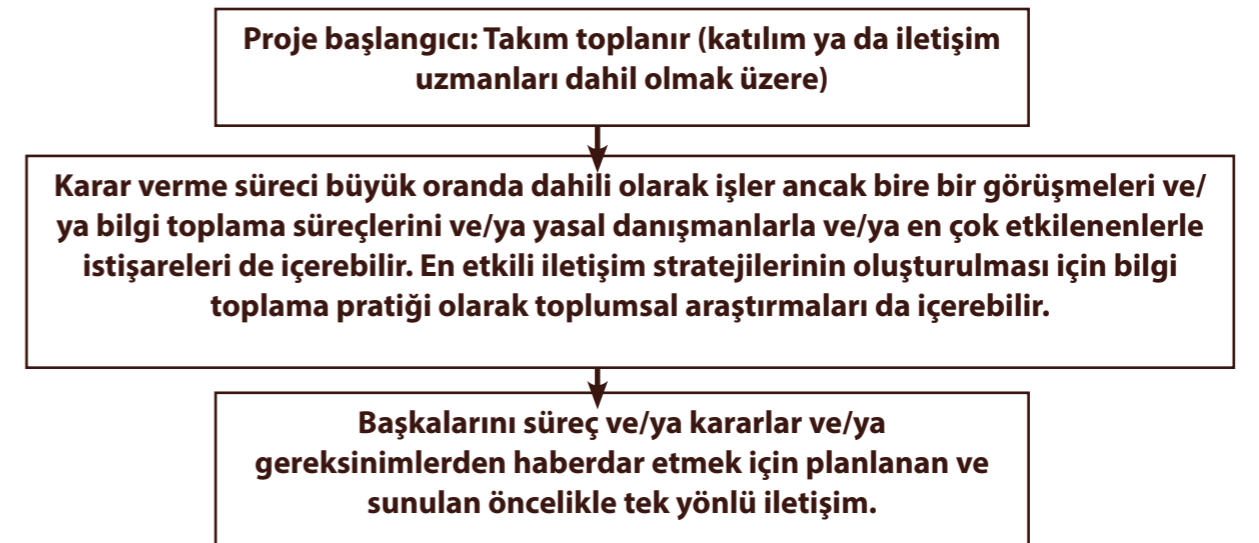 Proje başlangıcı: Takım toplanır (katılım ya da iletişim
uzmanları dahil olmak üzere)
Karar verme süreci büyük oranda dahili olarak işler ancak bire bir görüşmeleri ve/
ya bilgi toplama süreçlerini ve/ya yasal danışmanlarla ve/ya en çok etkilenenlerle
istişareleri de içerebilir. En etkili iletişim stratejilerinin oluşturulması için bilgi
toplama pratiği olarak toplumsal araştırmaları da içerebilir.
Başkalarını süreç ve/ya kararlar ve/ya
gereksinimlerden haberdar etmek için planlanan ve
sunulan öncelikle tek yönlü iletişim.